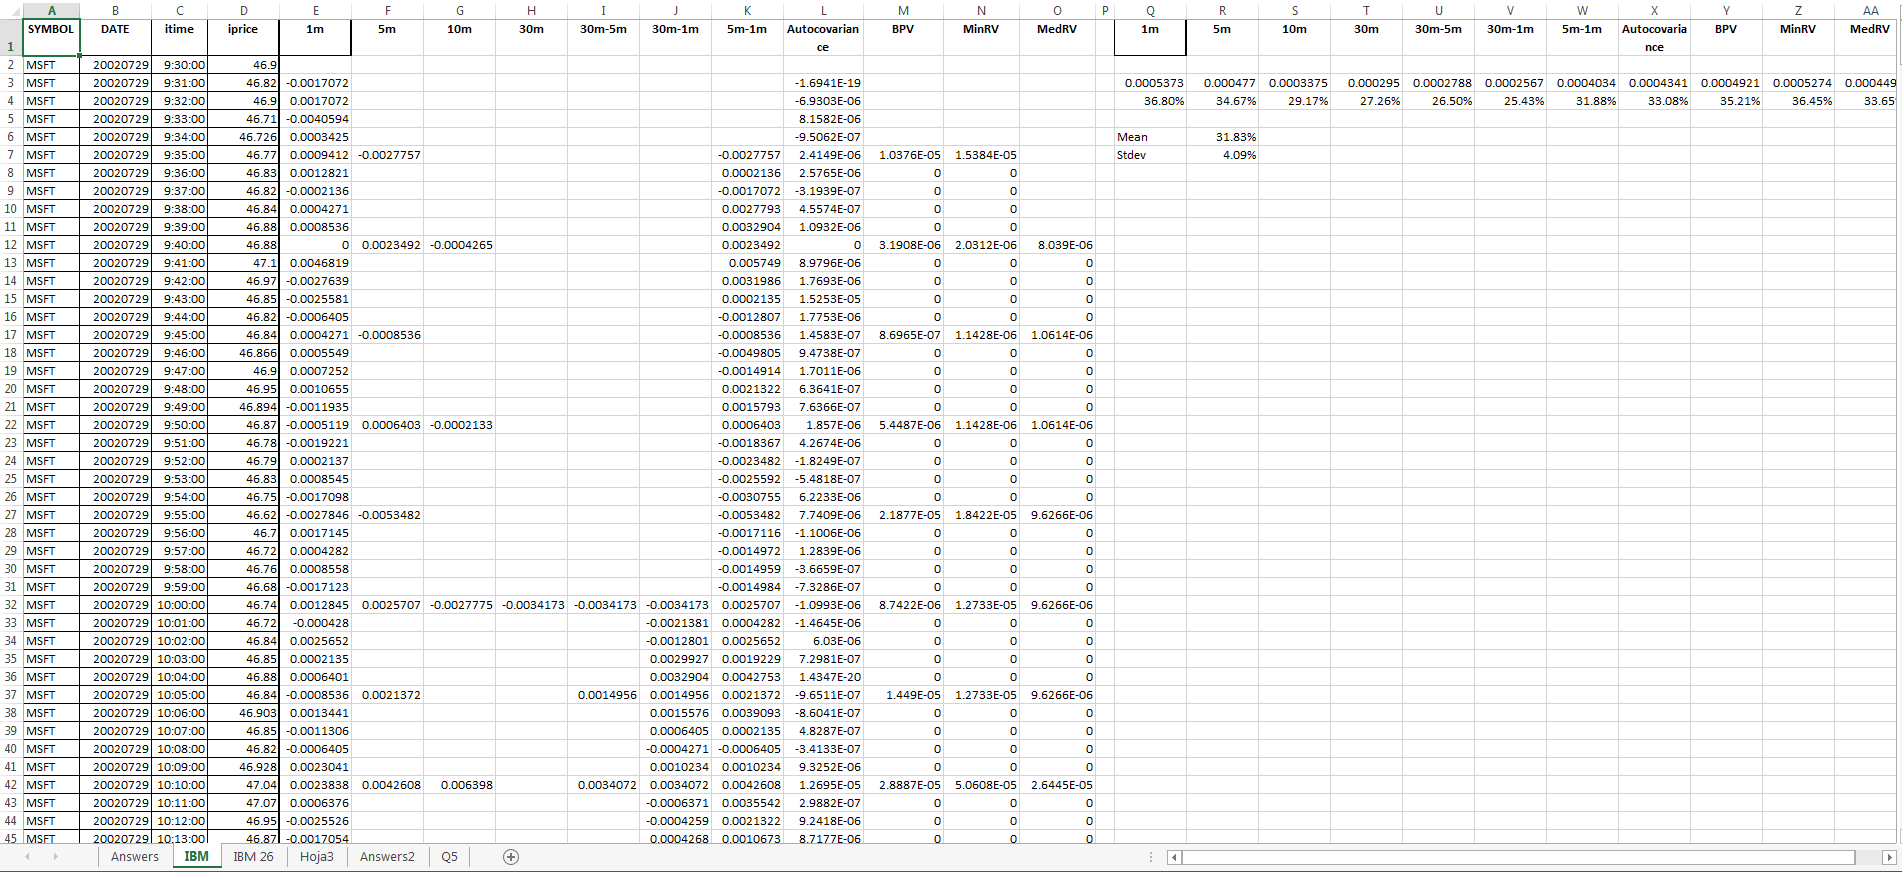 A B C D E F G H I J K L M N O P Q R S T U V W X Y Z AA
1 SYMBOL DATE itime iprice 1m 5m 10m 30m 30m-5m 30m-1m 5m-1m Autocovariance BPV MinRV MedRV 1m 5m 10m 30m 30m-5m 30m-1m 5m-1m Autocovariance BPV MinRV MedRV
2 MSFT 20020729 9:30:00 46.9
3 MSFT 20020729 9:31:00 46.82 -0.0017072 -1.6941E-19 0.0005373 0.000477 0.0003375 0.000295 0.0002788 0.0002567 0.0004034 0.0004341 0.0004921 0.0005274 0.000449
4 MSFT 20020729 9:32:00 46.9 0.0017072 -6.9303E-06 36.80% 34.67% 29.17% 27.26% 26.50% 25.43% 31.88% 33.08% 35.21% 36.45% 33.65
5 MSFT 20020729 9:33:00 46.71 -0.0040594 8.1582E-06
6 MSFT 20020729 9:34:00 46.726 0.0003425 -9.5062E-07 Mean 31.83%
7 MSFT 20020729 9:35:00 46.77 0.0009412 -0.0027757 -0.0027757 2.4149E-06 1.0376E-05 1.5384E-05 Stdev 4.09%
8 MSFT 20020729 9:36:00 46.83 0.0012821 0.0002136 2.5765E-06 0 0
9 MSFT 20020729 9:37:00 46.82 -0.0002136 -0.0017072 -3.1939E-07 0 0
10 MSFT 20020729 9:38:00 46.84 0.0004271 0.0027793 4.5574E-07 0 0
11 MSFT 20020729 9:39:00 46.88 0.0008536 0.0032904 1.0932E-06 0 0
12 MSFT 20020729 9:40:00 46.88 0 0.0023492 -0.0004265 0.0023492 0 3.1908E-06 2.0312E-06 8.039E-06
13 MSFT 20020729 9:41:00 47.1 0.0046819 0.005749 8.9796E-06 0 0 0
14 MSFT 20020729 9:42:00 46.97 -0.0027639 0.0031986 1.7693E-06 0 0 0
15 MSFT 20020729 9:43:00 46.85 -0.0025581 0.0002135 1.5253E-05 0 0 0
16 MSFT 20020729 9:44:00 46.82 -0.0006405 -0.0012807 1.7753E-06 0 0 0
17 MSFT 20020729 9:45:00 46.84 0.0004271 -0.0008536 -0.0008536 1.4583E-07 8.6965E-07 1.1428E-06 1.0614E-06
18 MSFT 20020729 9:46:00 46.866 0.0005549 -0.0049805 9.4738E-07 0 0 0
19 MSFT 20020729 9:47:00 46.9 0.0007252 -0.0014914 1.7011E-06 0 0 0
20 MSFT 20020729 9:48:00 46.95 0.0010655 0.0021322 6.3641E-07 0 0 0
21 MSFT 20020729 9:49:00 46.894 -0.0011935 0.0015793 7.6366E-07 0 0 0
22 MSFT 20020729 9:50:00 46.87 -0.0005119 0.0006403 -0.0002133 0.0006403 1.857E-06 5.4487E-06 1.1428E-06 1.0614E-06
23 MSFT 20020729 9:51:00 46.78 -0.0019221 -0.0018367 4.2674E-06 0 0 0
24 MSFT 20020729 9:52:00 46.79 0.0002137 -0.0023482 -1.8249E-07 0 0 0
25 MSFT 20020729 9:53:00 46.83 0.0008545 -0.0025592 -5.4818E-07 0 0 0
26 MSFT 20020729 9:54:00 46.75 -0.0017098 -0.0030755 6.2233E-06 0 0 0
27 MSFT 20020729 9:55:00 46.62 -0.0027846 -0.0053482 -0.0053482 7.7409E-06 2.1877E-05 1.8422E-05 9.6266E-06
28 MSFT 20020729 9:56:00 46.7 0.0017145 -0.0017116 -1.1006E-06 0 0 0
29 MSFT 20020729 9:57:00 46.72 0.0004282 -0.0014972 1.2839E-06 0 0 0
30 MSFT 20020729 9:58:00 46.76 0.0008558 -0.0014959 -3.6659E-07 0 0 0
31 MSFT 20020729 9:59:00 46.68 -0.0017123 -0.0014984 -7.3286E-07 0 0 0
32 MSFT 20020729 10:00:00 46.74 0.0012845 0.0025707 -0.0027775 -0.0034173 -0.0034173 -0.0034173 0.0025707 -1.0993E-06 8.7422E-06 1.2733E-05 9.6266E-06
33 MSFT 20020729 10:01:00 46.72 -0.000428 -0.0021381 0.0004282 -1.4645E-06 0 0 0
34 MSFT 20020729 10:02:00 46.84 0.0025652 -0.0012801 0.0025652 6.03E-06 0 0 0
35 MSFT 20020729 10:03:00 46.85 0.0002135 0.0029927 0.0019229 7.2981E-07 0 0 0
36 MSFT 20020729 10:04:00 46.88 0.0006401 0.0032904 0.0042753 1.4347E-20 0 0 0
37 MSFT 20020729 10:05:00 46.84 -0.0008536 0.0021372 0.0014956 0.0014956 0.0021372 -9.6511E-07 1.449E-05 1.2733E-05 9.6266E-06
38 MSFT 20020729 10:06:00 46.903 0.0013441 0.0015576 0.0039093 -8.6041E-07 0 0 0
39 MSFT 20020729 10:07:00 46.85 -0.0011306 0.0006405 0.0002135 4.8287E-07 0 0 0
40 MSFT 20020729 10:08:00 46.82 -0.0006405 -0.0004271 -0.0006405 -3.4133E-07 0 0 0
41 MSFT 20020729 10:09:00 46.928 0.0023041 0.0010234 0.0010234 9.3252E-06 0 0 0
42 MSFT 20020729 10:10:00 47.04 0.0023838 0.0042608 0.006398 0.0034072 0.0034072 0.0042608 1.2695E-05 2.8887E-05 5.0608E-05 2.6445E-05
43 MSFT 20020729 10:11:00 47.07 0.0006376 -0.0006371 0.0035542 2.9882E-07 0 0 0
44 MSFT 20020729 10:12:00 46.95 -0.0025526 -0.0004259 0.0021322 9.2418E-06 0 0 0
45 MSFT 20020729 10:13:00 46.87 -0.0017054 0.0004268 0.0010673 8.7177E-06 0 0 0
Answers IBM IBM 26 Hoja3 Answers2 Q5